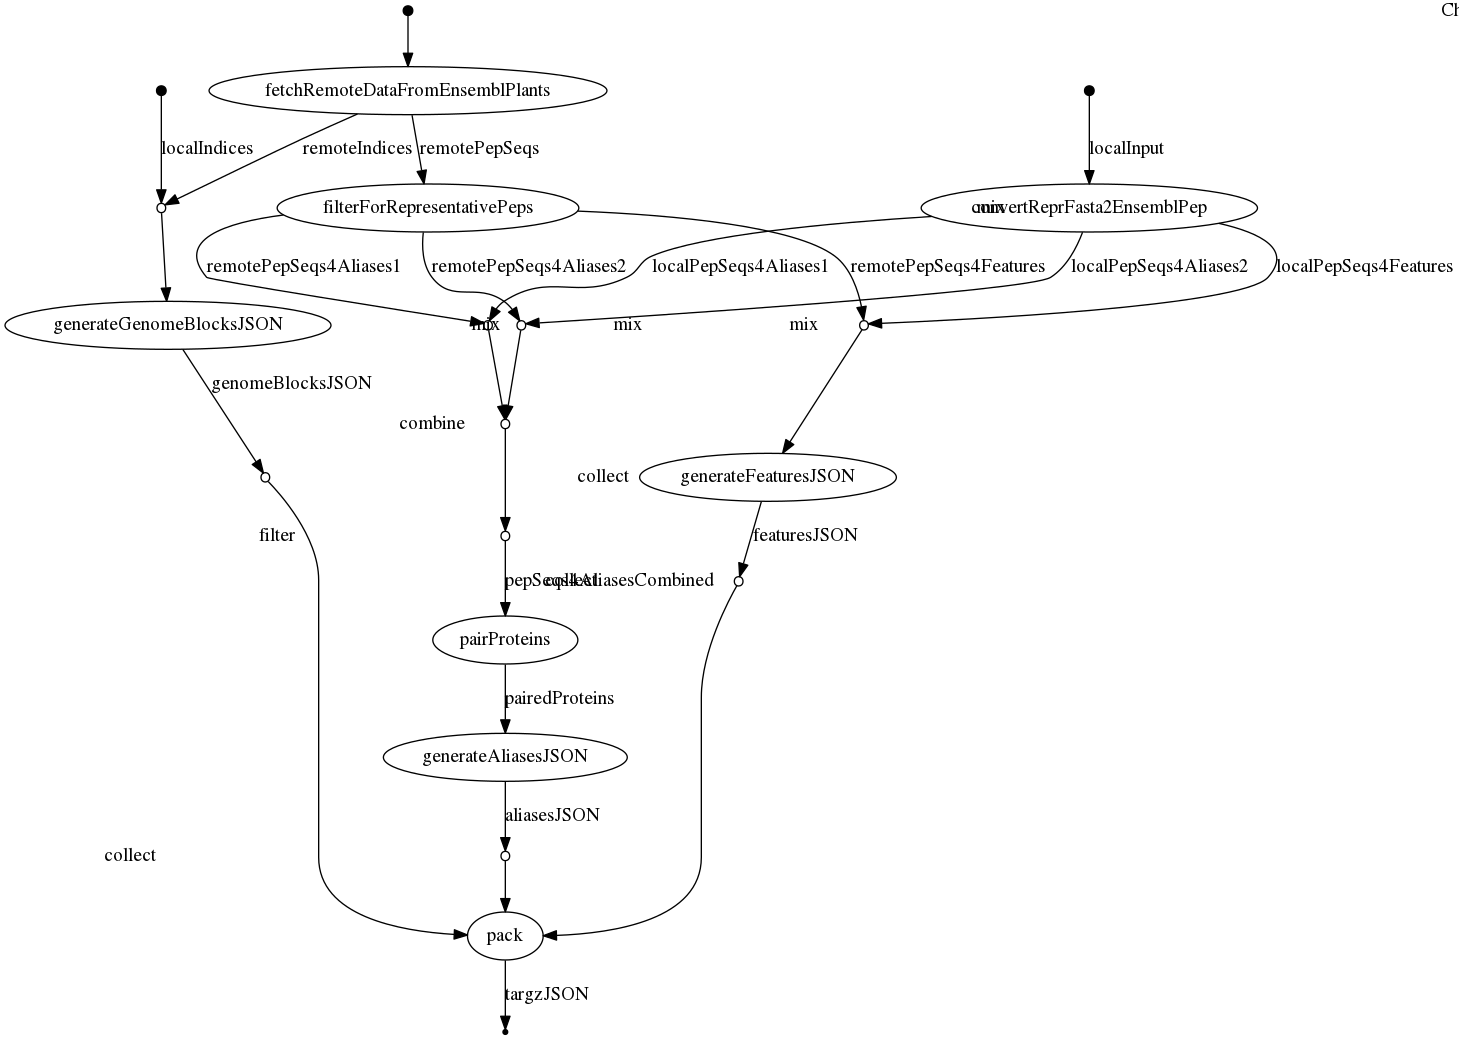 Ch
fetchRemoteDataFromEnsemblPlants
localIndices
remoteIndices
remotePepSeqs
localInput
filterForRepresentativePeps
mix
convertReprFasta2EnsemblPep
remotePepSeqs4Aliases1
remotePepSeqs4Aliases2
localPepSeqs4Aliases1
remotePepSeqs4Features
localPepSeqs4Aliases2
localPepSeqs4Features
generateGenomeBlocksJSON
mix
mix
mix
genomeBlocksJSON
combine
collect
generateFeaturesJSON
filter
featuresJSON
pepSeqs4AliasesCombined
collect
pairProteins
pairedProteins
generateAliasesJSON
aliasesJSON
collect
pack
targzJSON